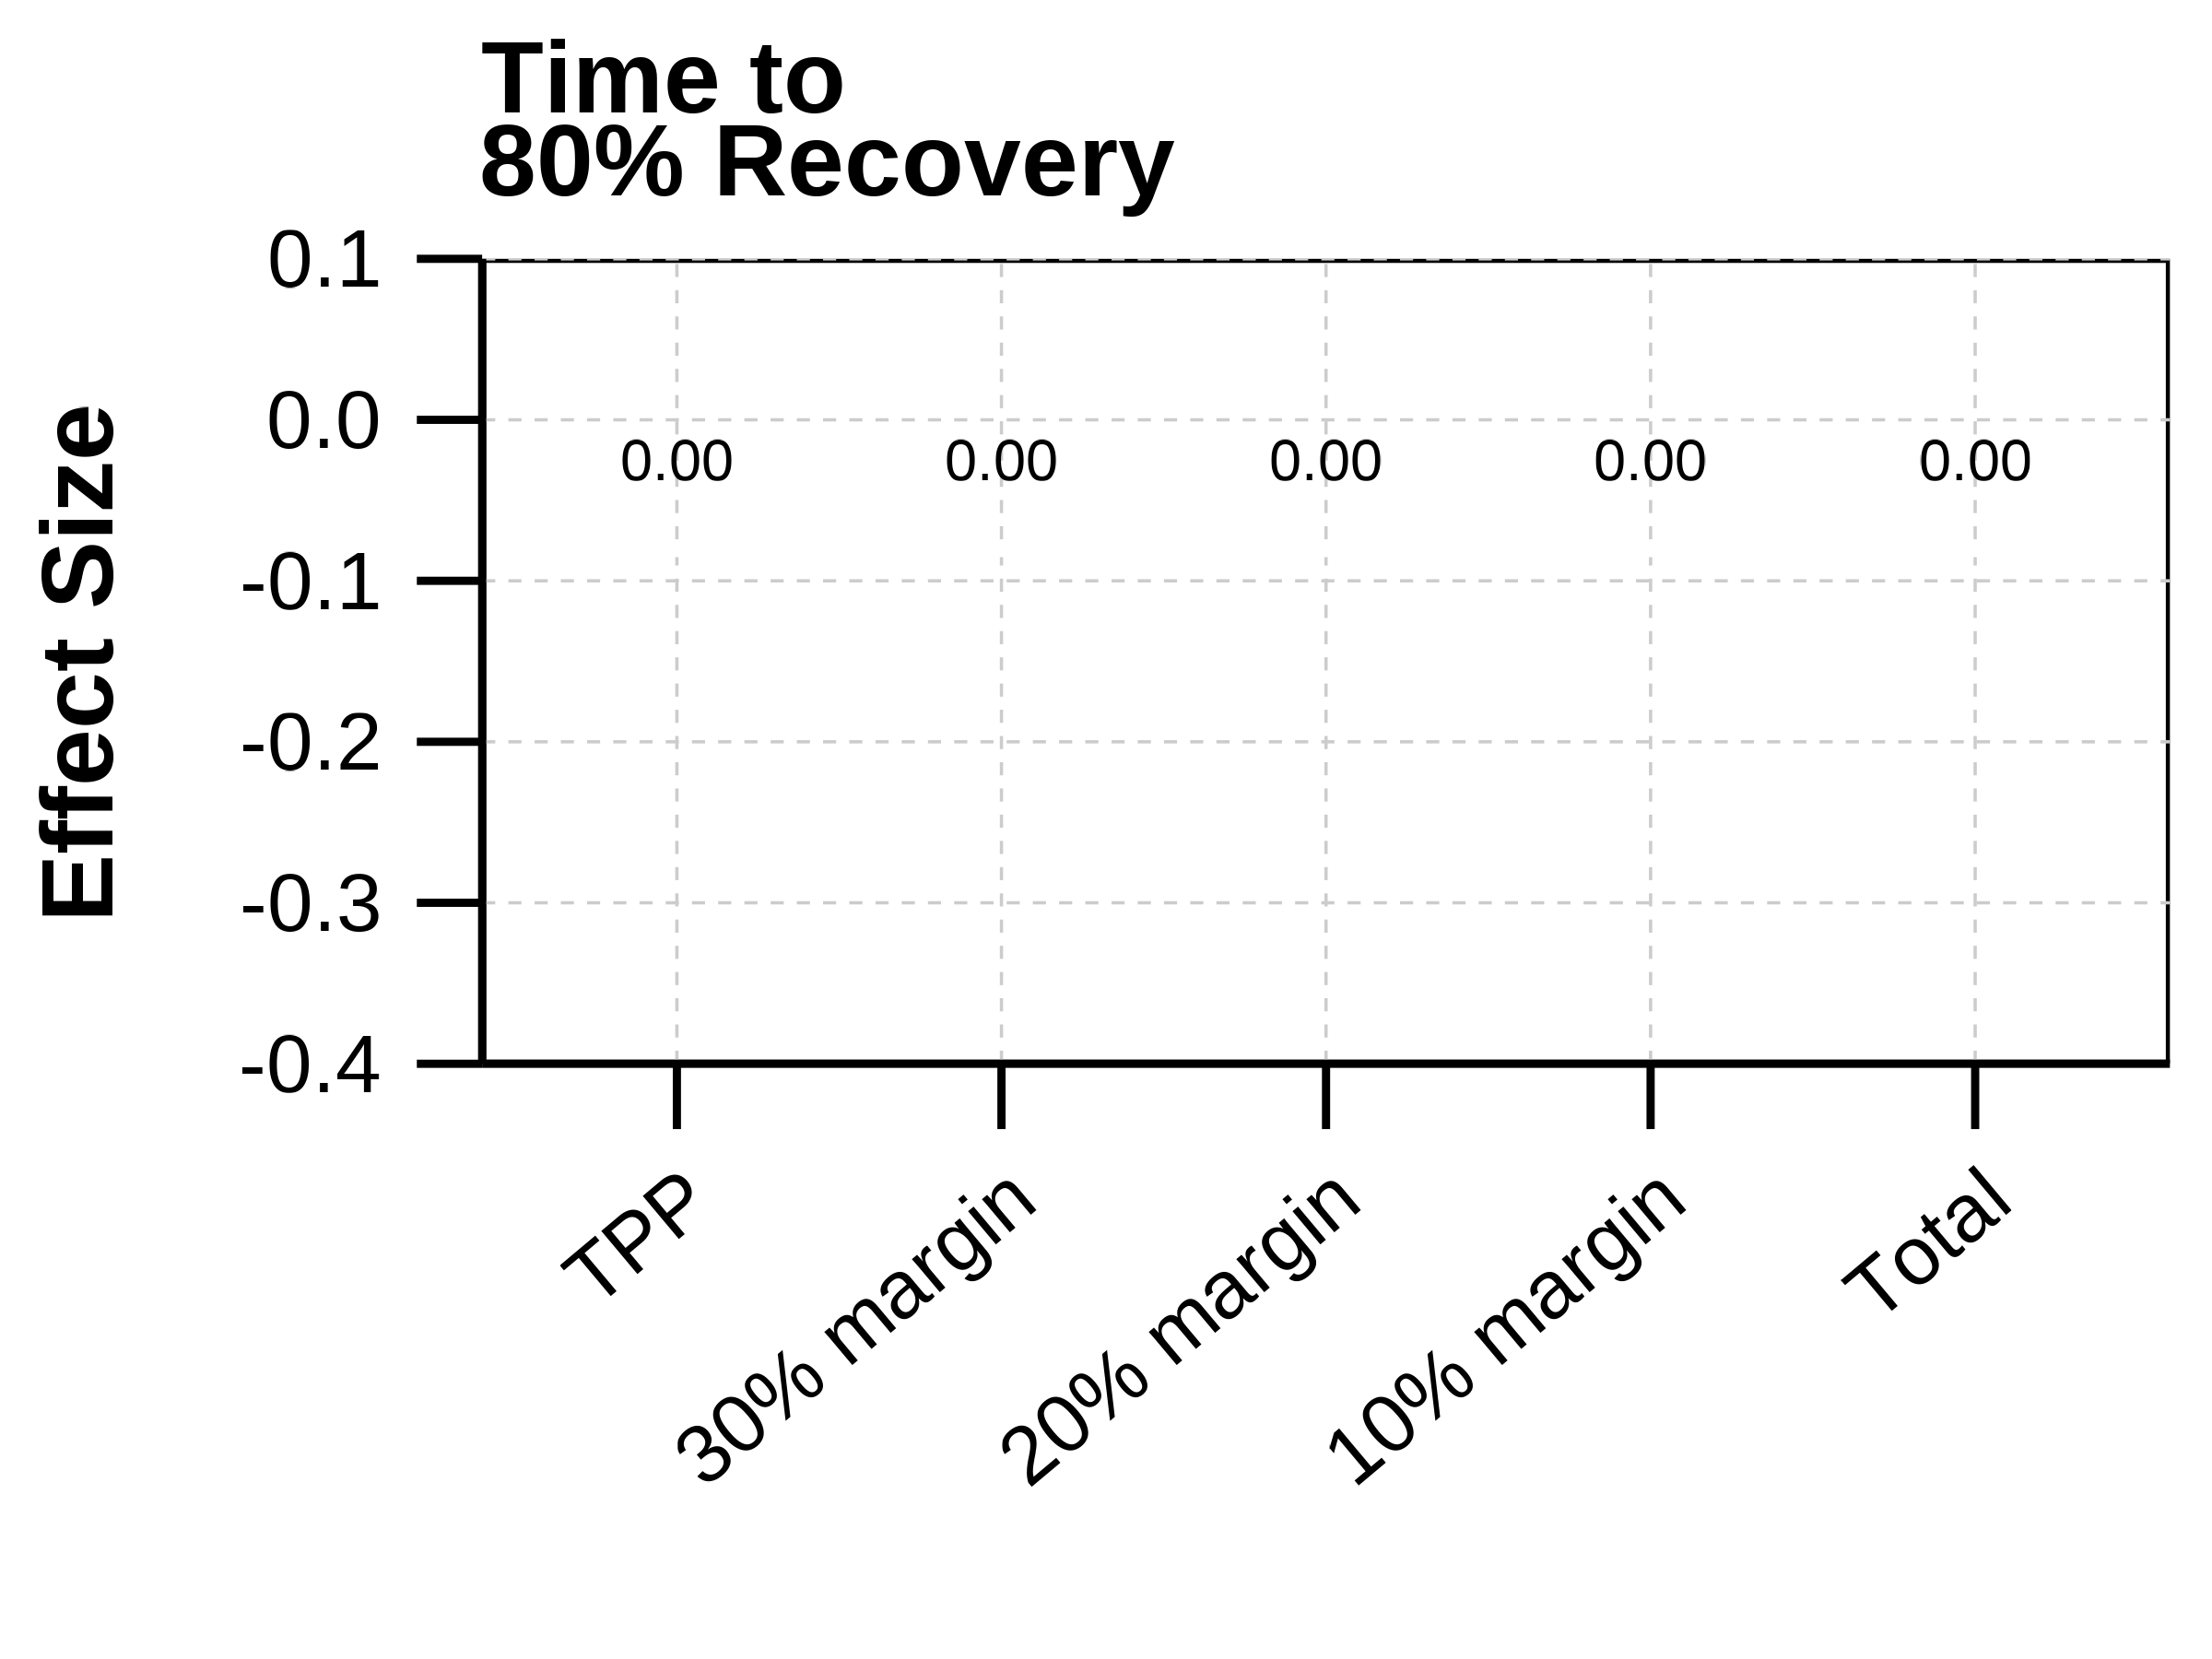 Time to
80% Recovery
Effect Size
0.1
0.0
-0.1
-0.2
-0.3
-0.4
0.00 0.00 0.00 0.00 0.00
TPP
30% margin
20% margin
10% margin
Total